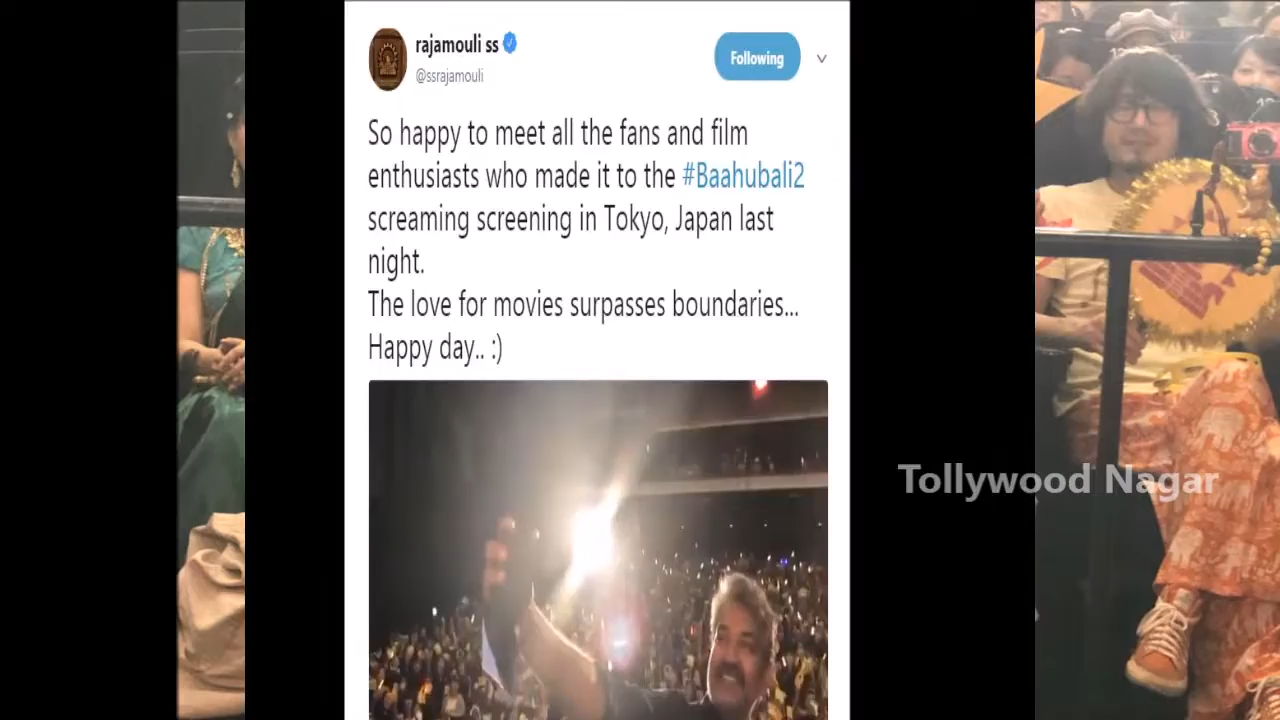 rajamouli ss
@ssrajamouli
Following
So happy to meet all the fans and film
enthusiasts who made it to the #Baahubali2
screaming screening in Tokyo, Japan last
night.
The love for movies surpasses boundaries...
Happy day.. :)
Tollywood Nagar